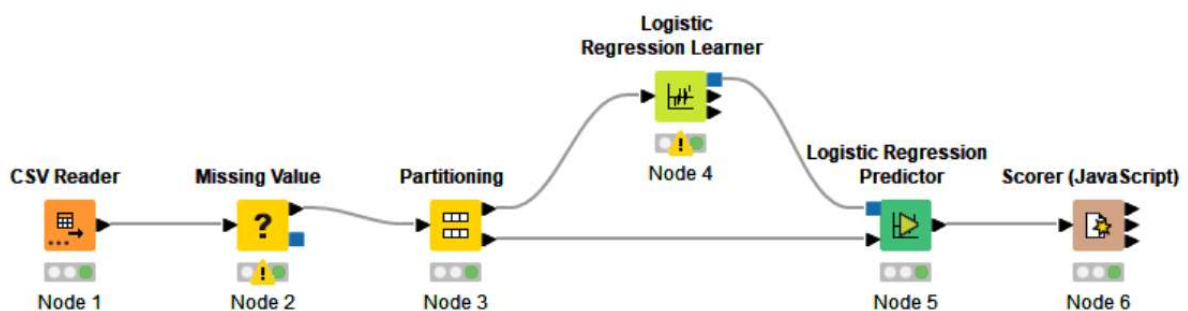 Logistic
Regression Learner
Node 4
CSV Reader
Node 1
Missing Value
?
Node 2
Partitioning
Node 3
Logistic Regression
Predictor
Node 5
Scorer (JavaScript)
Node 6